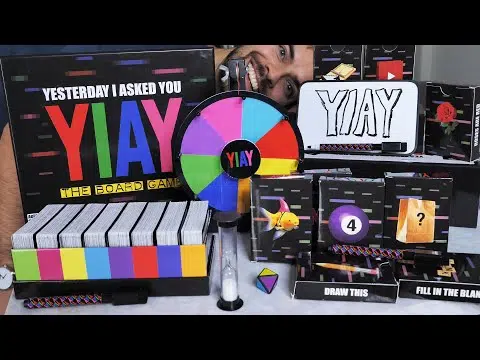 YESTERDAY I ASKED YOU
YIAY
THE BOARD GAME
YIAY
YIAY
4
?
DRAW THIS
FILL IN THE BLAN